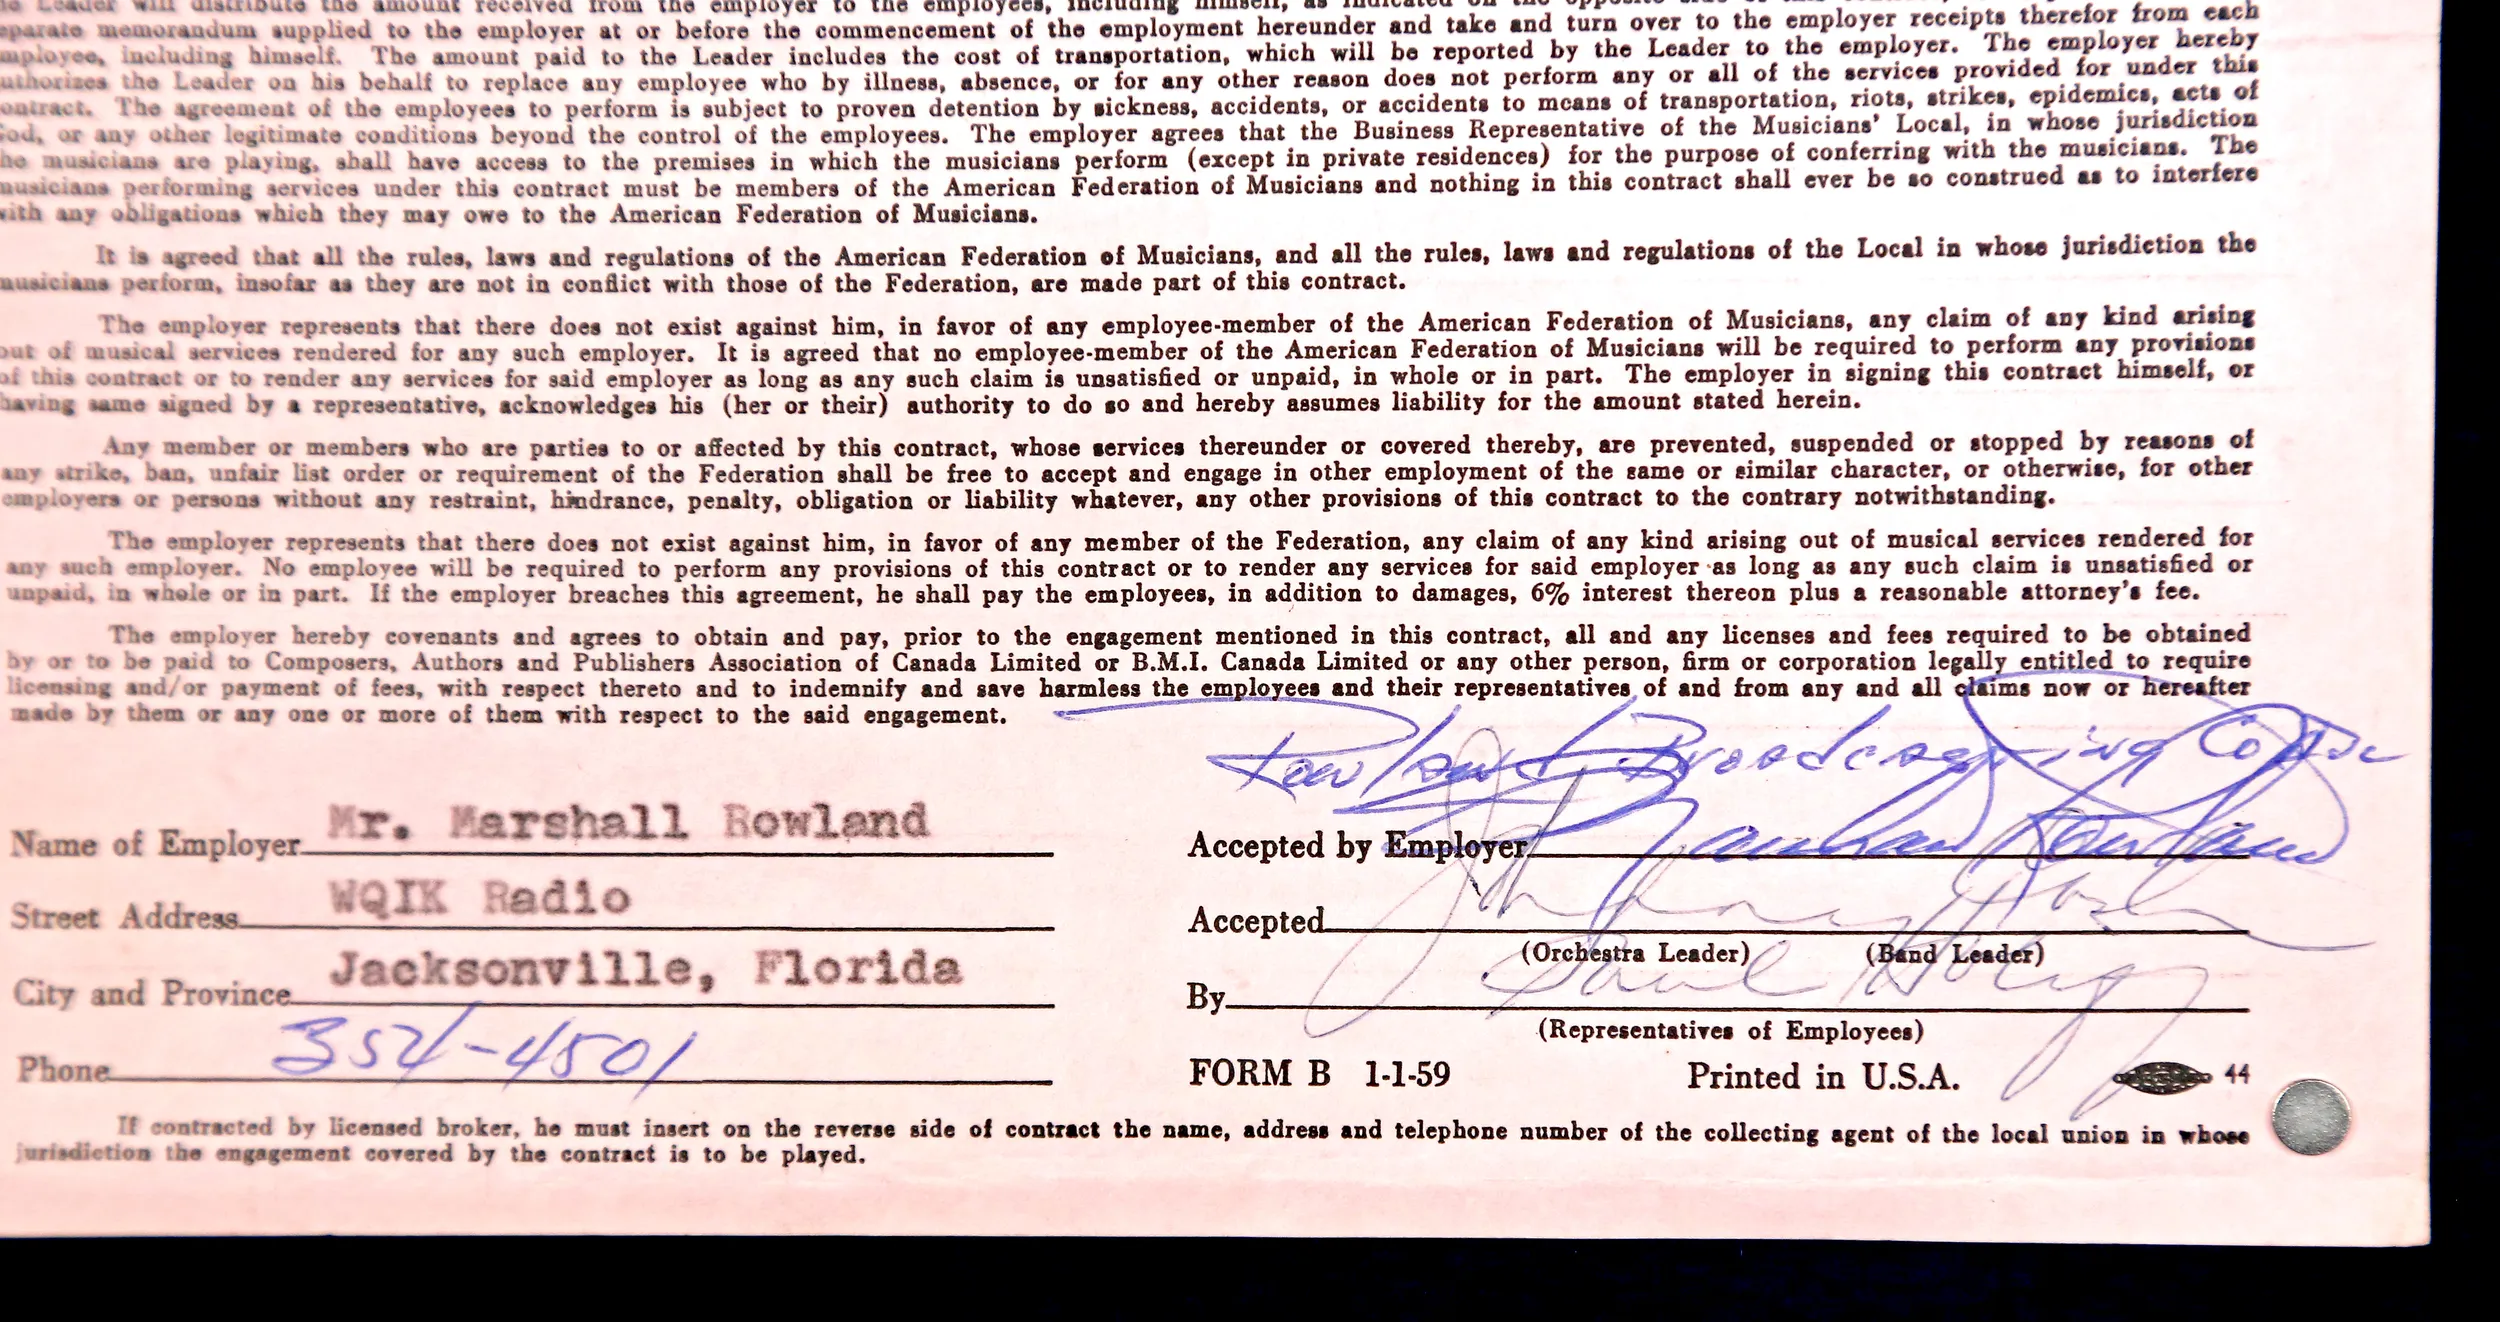 he Leader will distribute the amount received from the employer to the employees, including himself, as indicated on the opposite side of this
eparate memorandum supplied to the employer at or before the commencement of the employment hereunder and take and turn over to the employer receipts therefor from each
mployee, including himself. The amount paid to the Leader includes the cost of transportation, which will be reported by the Leader to the employer. The employer hereby
uthorizes the Leader on his behalf to replace any employee who by illness, absence, or for any other reason does not perform any or all of the services provided for under this
ontract. The agreement of the employees to perform is subject to proven detention by sickness, accidents, or accidents to means of transportation, riots, strikes, epidemics, acts of
God, or any other legitimate conditions beyond the control of the employees. The employer agrees that the Business Representative of the Musicians' Local, in whose jurisdiction
he musicians are playing, shall have access to the premises in which the musicians perform (except in private residences) for the purpose of conferring with the musicians. The
musicians performing services under this contract must be members of the American Federation of Musicians and nothing in this contract shall ever be so construed as to interfere
with any obligations which they may owe to the American Federation of Musicians.
It is agreed that all the rules, laws and regulations of the American Federation of Musicians, and all the rules, laws and regulations of the Local in whose jurisdiction the
musicians perform, insofar as they are not in conflict with those of the Federation, are made part of this contract.
The employer represents that there does not exist against him, in favor of any employee-member of the American Federation of Musicians, any claim of any kind arising
out of musical services rendered for any such employer. It is agreed that no employee-member of the American Federation of Musicians will be required to perform any provisions
of this contract or to render any services for said employer as long as any such claim is unsatisfied or unpaid, in whole or in part. The employer in signing this contract himself, or
having same signed by a representative, acknowledges his (her or their) authority to do so and hereby assumes liability for the amount stated herein.
Any member or members who are parties to or affected by this contract, whose services thereunder or covered thereby, are prevented, suspended or stopped by reasons of
any strike, ban, unfair list order or requirement of the Federation shall be free to accept and engage in other employment of the same or similar character, or otherwise, for other
employers or persons without any restraint, hindrance, penalty, obligation or liability whatever, any other provisions of this contract to the contrary notwithstanding.
The employer represents that there does not exist against him, in favor of any member of the Federation, any claim of any kind arising out of musical services rendered for
any such employer. No employee will be required to perform any provisions of this contract or to render any services for said employer as long as any such claim is unsatisfied or
unpaid, in whole or in part. If the employer breaches this agreement, he shall pay the employees, in addition to damages, 6% interest thereon plus a reasonable attorney's fee.
The employer hereby covenants and agrees to obtain and pay, prior to the engagement mentioned in this contract, all and any licenses and fees required to be obtained
by or to be paid to Composers, Authors and Publishers Association of Canada Limited or B.M.I. Canada Limited or any other person, firm or corporation legally entitled to require
licensing and/or payment of fees, with respect thereto and to indemnify and save harmless the employees and their representatives of and from any and all claims now or hereafter
made by them or any one or more of them with respect to the said engagement.
Rowland Broadcasting Co Inc
Name of Employer Mr. Marshall Rowland
Accepted by Employer Marshall Rowland
Street Address WQIK Radio
Accepted Johnny Cash
(Orchestra Leader) (Band Leader)
City and Province Jacksonville, Florida
By Saul Holiff
(Representatives of Employees)
Phone 354-4501
FORM B 1-1-59 Printed in U.S.A. 44
If contracted by licensed broker, he must insert on the reverse side of contract the name, address and telephone number of the collecting agent of the local union in whose
jurisdiction the engagement covered by the contract is to be played.